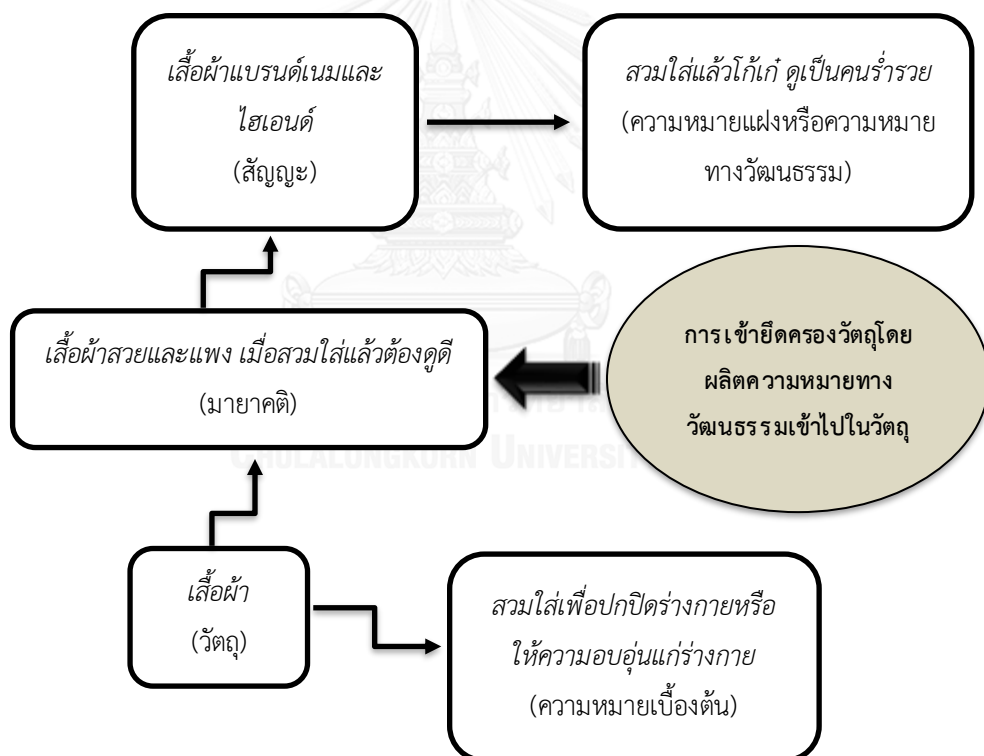 เสื้อผ้าแบรนด์เนมและ
ไฮเอนด์
(สัญญะ)
สวมใส่แล้วโก้เก๋ ดูเป็นคนร่ำรวย
(ความหมายแฝงหรือความหมาย
ทางวัฒนธรรม)
เสื้อผ้าสวยและแพง เมื่อสวมใส่แล้วต้องดูดี
(มายาคติ)
การเข้ายึดครองวัตถุโดย
ผลิตความหมายทาง
วัฒนธรรมเข้าไปในวัตถุ
CHULALONGKORN UNIVERSIT
เสื้อผ้า
(วัตถุ)
สวมใส่เพื่อปกปิดร่างกายหรือ
ให้ความอบอุ่นแก่ร่างกาย
(ความหมายเบื้องต้น)